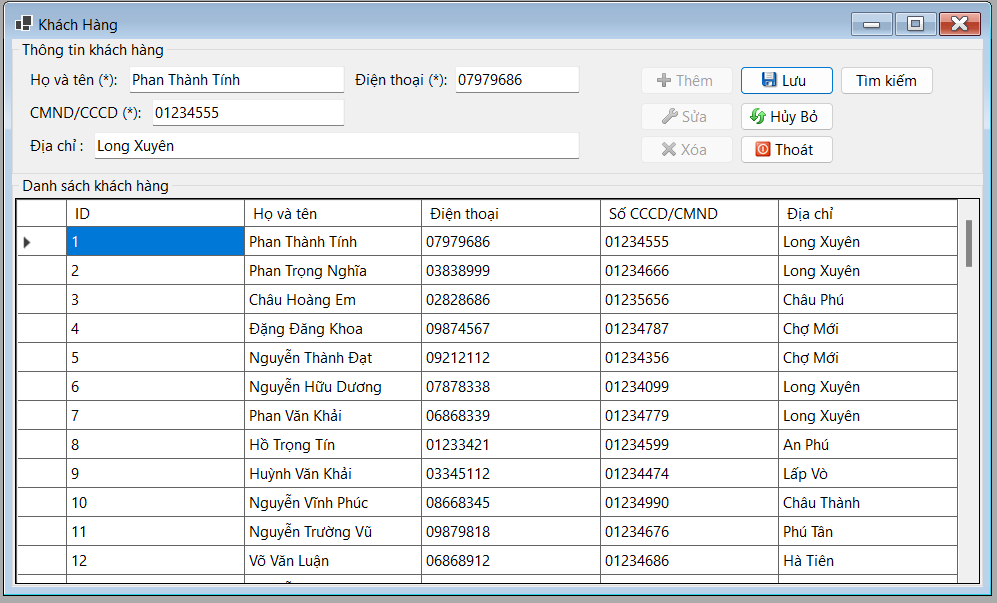 Khách Hàng
Thông tin khách hàng
Họ và tên (*): Phan Thành Tính Điện thoại (*): 07979686 Thêm Lưu Tìm kiếm
CMND/CCCD (*): 01234555 Sửa Hủy Bỏ
Địa chỉ : Long Xuyên Xóa Thoát
Danh sách khách hàng
ID Họ và tên Điện thoại Số CCCD/CMND Địa chỉ
1 Phan Thành Tính 07979686 01234555 Long Xuyên
2 Phan Trọng Nghĩa 03838999 01234666 Long Xuyên
3 Châu Hoàng Em 02828686 01235656 Châu Phú
4 Đặng Đăng Khoa 09874567 01234787 Chợ Mới
5 Nguyễn Thành Đạt 09212112 01234356 Chợ Mới
6 Nguyễn Hữu Dương 07878338 01234099 Long Xuyên
7 Phan Văn Khải 06868339 01234779 Long Xuyên
8 Hồ Trọng Tín 01233421 01234599 An Phú
9 Huỳnh Văn Khải 03345112 01234474 Lấp Vò
10 Nguyễn Vĩnh Phúc 08668345 01234990 Châu Thành
11 Nguyễn Trường Vũ 09879818 01234676 Phú Tân
12 Võ Văn Luận 06868912 01234686 Hà Tiên